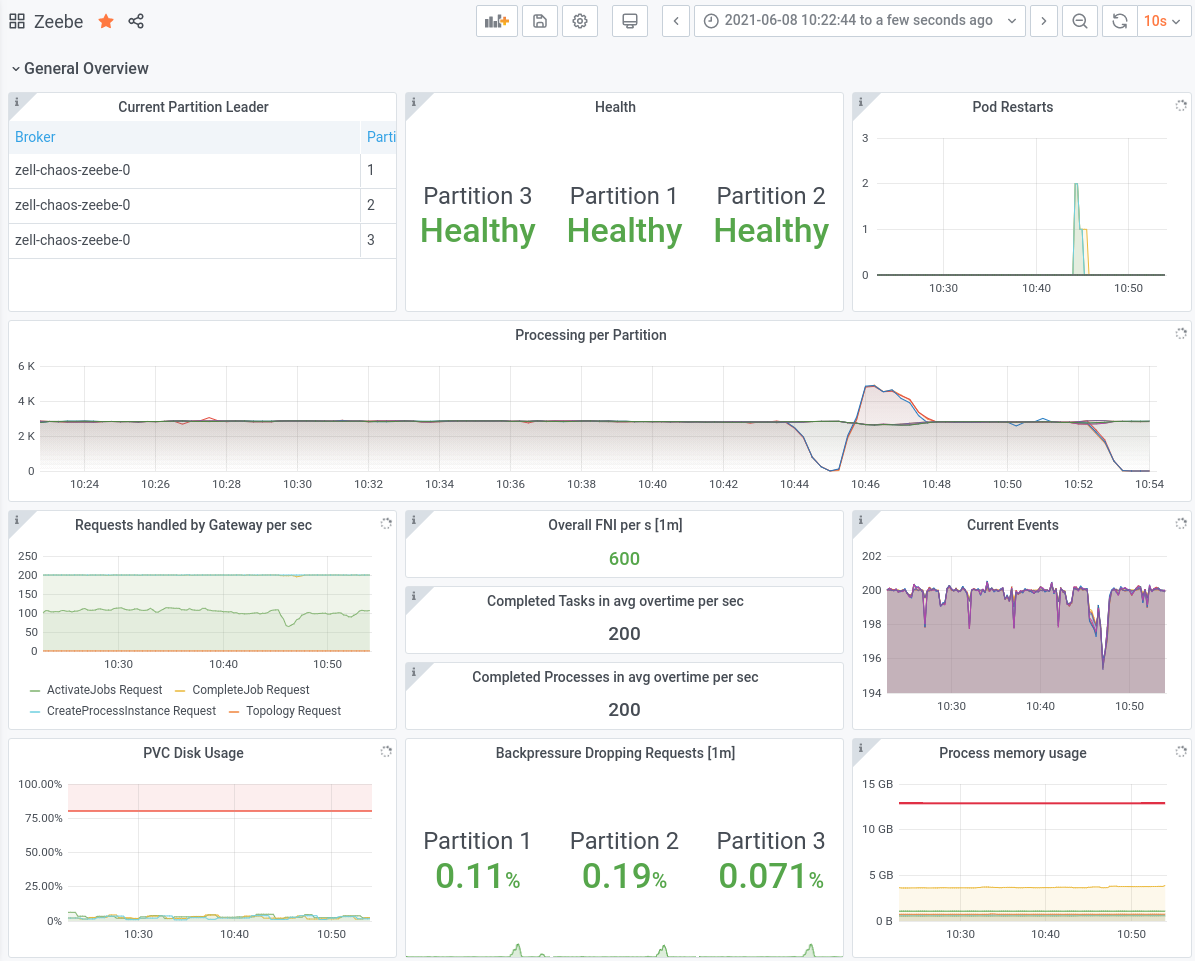 Zeebe
2021-06-08 10:22:44 to a few seconds ago
10s
General Overview
Current Partition Leader
Broker Parti
zell-chaos-zeebe-0 1
zell-chaos-zeebe-0 2
zell-chaos-zeebe-0 3
Health
Partition 3 Partition 1 Partition 2
Healthy Healthy Healthy
Pod Restarts
3
2
1
0
10:30 10:40 10:50
Processing per Partition
6 K
4 K
2 K
0
10:24 10:26 10:28 10:30 10:32 10:34 10:36 10:38 10:40 10:42 10:44 10:46 10:48 10:50 10:52 10:54
Requests handled by Gateway per sec
250
200
150
100
50
0
10:30 10:40 10:50
ActivateJobs Request CompleteJob Request
CreateProcessInstance Request Topology Request
Overall FNI per s [1m]
600
Completed Tasks in avg overtime per sec
200
Completed Processes in avg overtime per sec
200
Current Events
202
200
198
196
194
10:30 10:40 10:50
PVC Disk Usage
100.00%
75.00%
50.00%
25.00%
0%
10:30 10:40 10:50
Backpressure Dropping Requests [1m]
Partition 1 Partition 2 Partition 3
0.11% 0.19% 0.071%
Process memory usage
15 GB
10 GB
5 GB
0 B
10:30 10:40 10:50